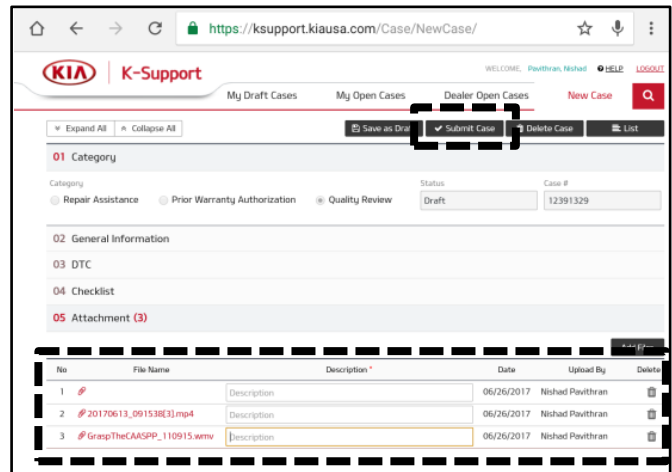 https://ksupport.kiausa.com/Case/NewCase/
KIA K-Support
WELCOME, Pavithran, Nishad HELP LOGOUT
My Draft Cases My Open Cases Dealer Open Cases New Case
Expand All Collapse All Save as Dra Submit Case Delete Case List
01 Category
Category Status Case #
Repair Assistance Prior Warranty Authorization Quality Review Draft 12391329
02 General Information
03 DTC
04 Checklist
05 Attachment (3)
No File Name Description * Date Upload By Delete
1 Description 06/26/2017 Nishad Pavithran
2 20170613_091538[3].mp4 Description 06/26/2017 Nishad Pavithran
3 GraspTheCAASPP_110915.wmv Description 06/26/2017 Nishad Pavithran